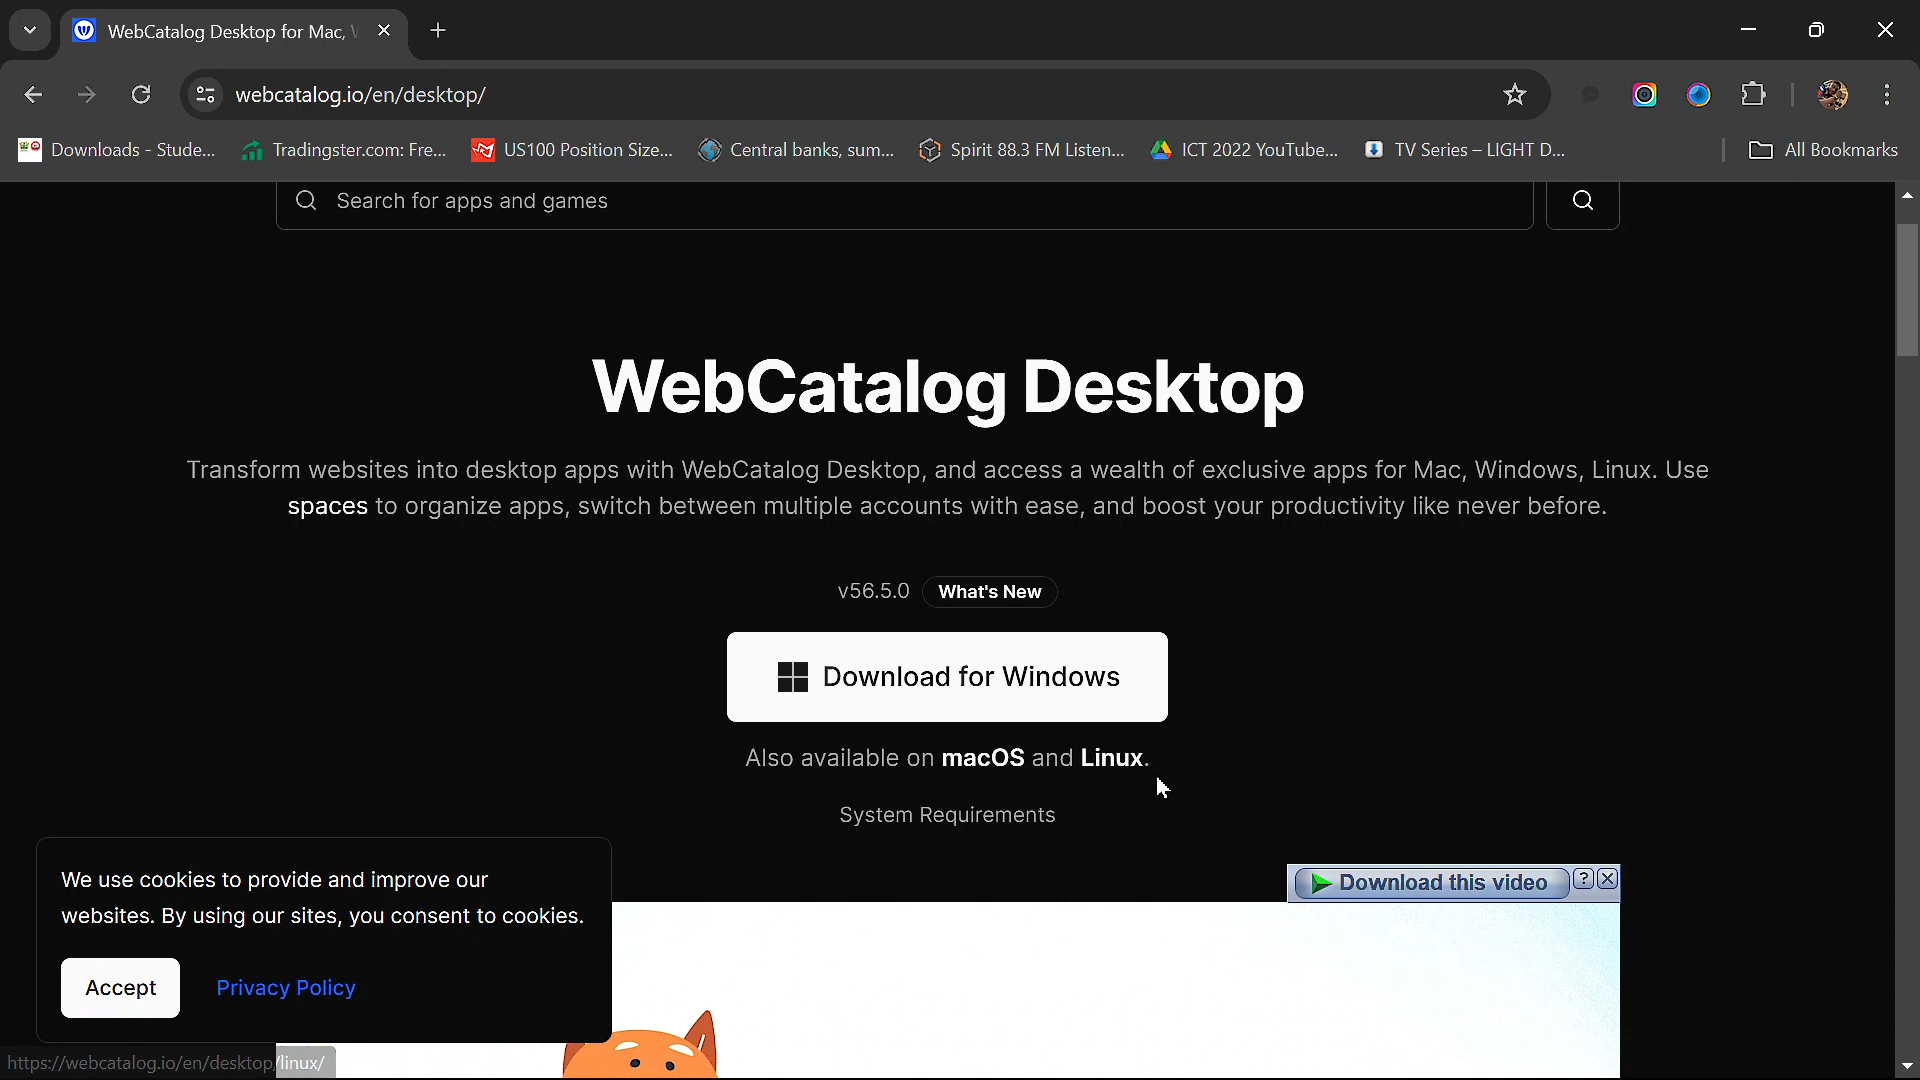 WebCatalog Desktop for Mac,
webcatalog.io/en/desktop/
Downloads - Stude...
Tradingster.com: Fre...
US100 Position Size...
Central banks, sum...
Spirit 88.3 FM Listen...
ICT 2022 YouTube...
TV Series – LIGHT D...
All Bookmarks
Search for apps and games
WebCatalog Desktop
Transform websites into desktop apps with WebCatalog Desktop, and access a wealth of exclusive apps for Mac, Windows, Linux. Use
spaces to organize apps, switch between multiple accounts with ease, and boost your productivity like never before.
v56.5.0 What's New
Download for Windows
Also available on macOS and Linux.
System Requirements
Download this video ?
We use cookies to provide and improve our
websites. By using our sites, you consent to cookies.
Accept Privacy Policy
https://webcatalog.io/en/desktop/linux/